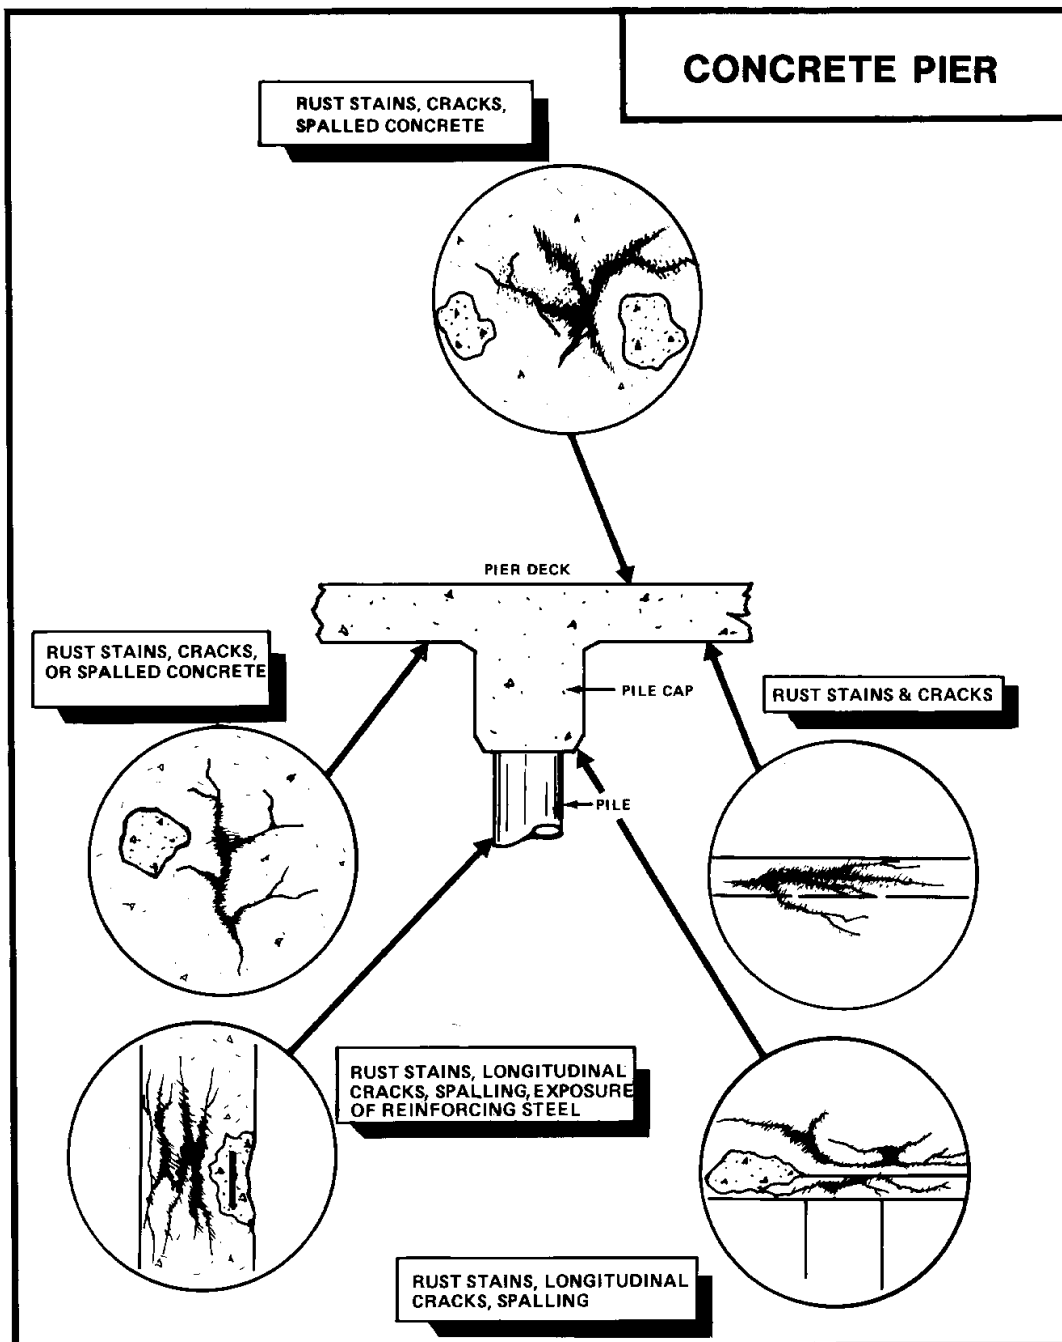 CONCRETE PIER
RUST STAINS, CRACKS,
SPALLED CONCRETE
PIER DECK
RUST STAINS, CRACKS,
OR SPALLED CONCRETE
PILE CAP
RUST STAINS & CRACKS
PILE
RUST STAINS, LONGITUDINAL
CRACKS, SPALLING, EXPOSURE
OF REINFORCING STEEL
RUST STAINS, LONGITUDINAL
CRACKS, SPALLING